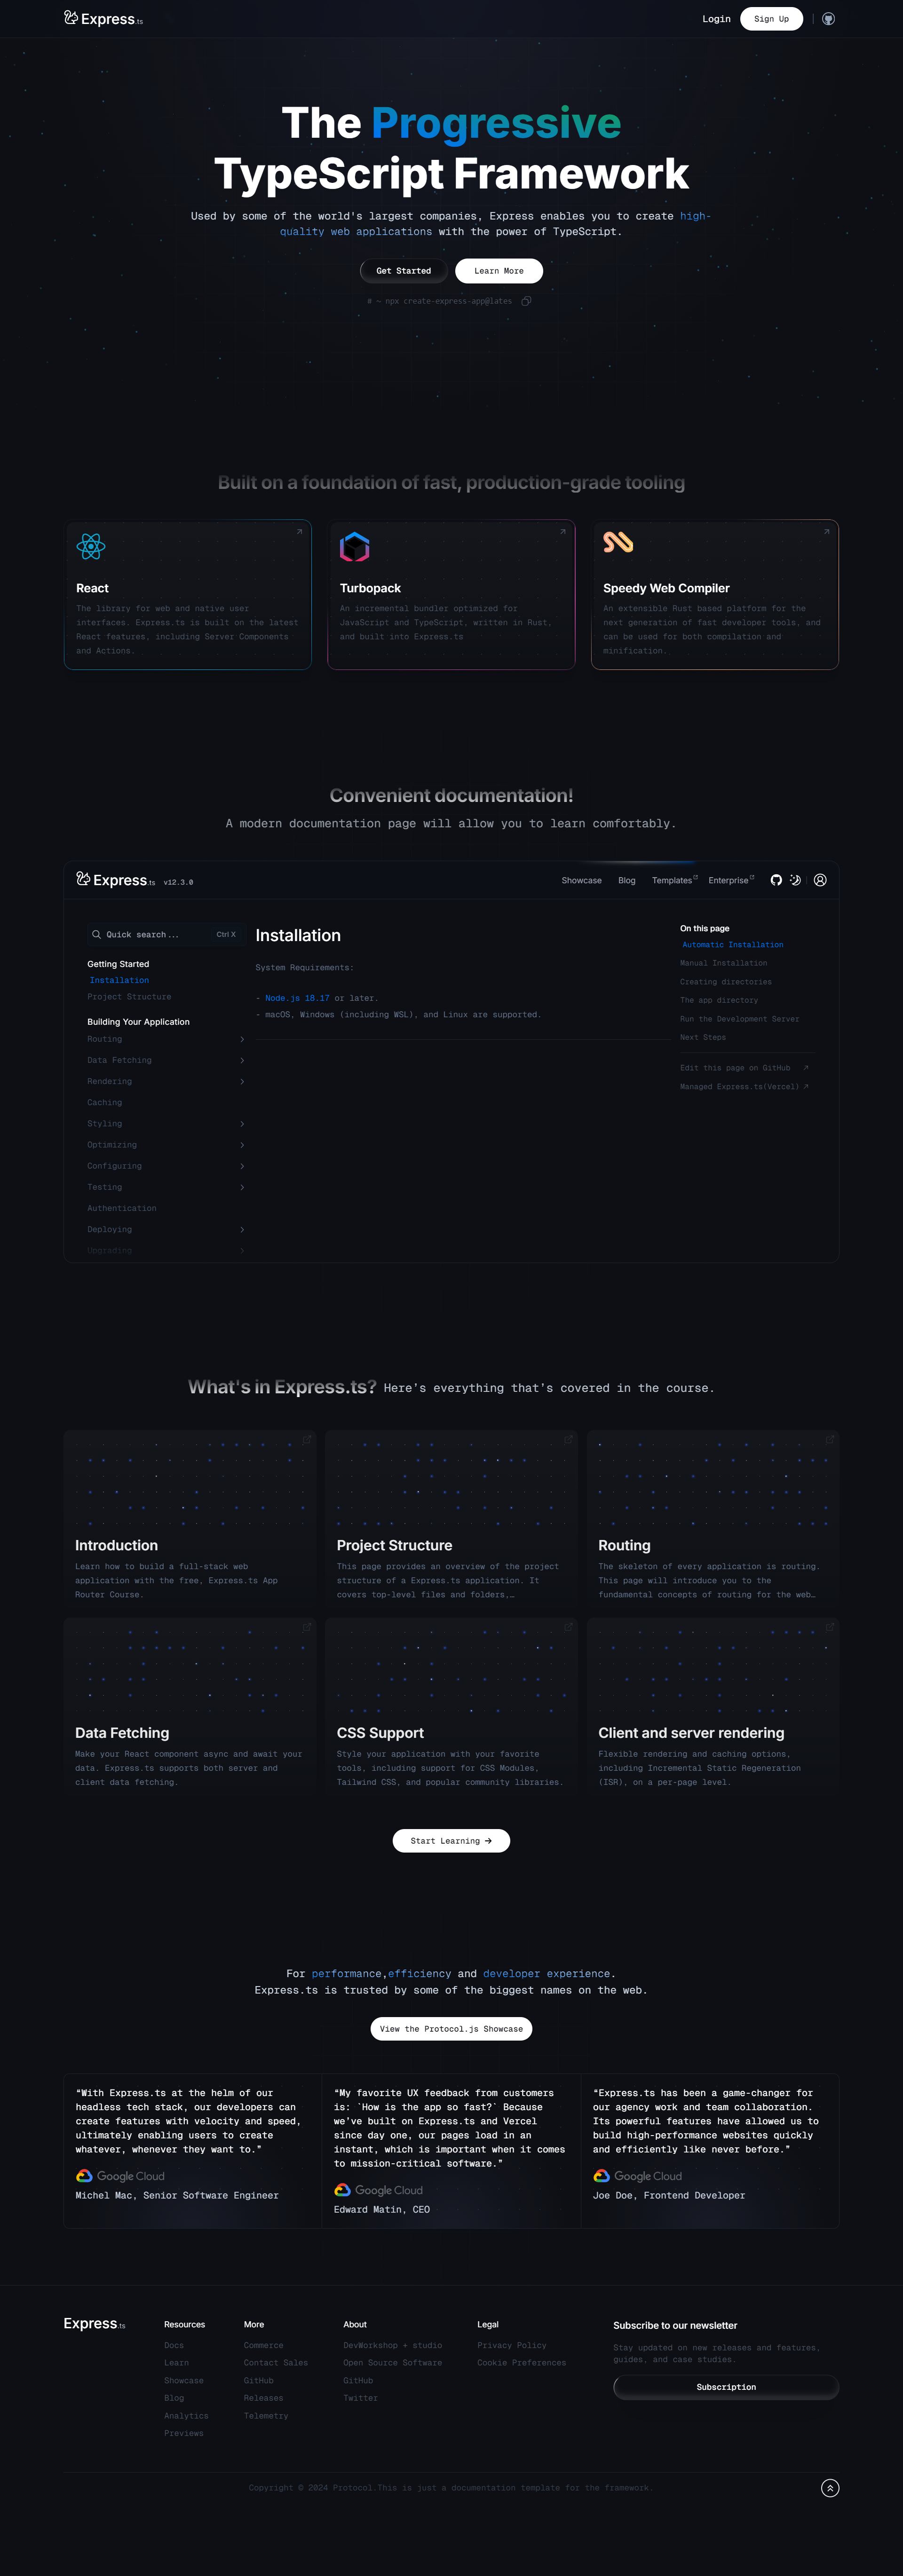 Express.ts
Login
Sign Up
The Progressive
TypeScript Framework
Used by some of the world's largest companies, Express enables you to create high-
quality web applications with the power of TypeScript.
Get Started
Learn More
# ~ npx create-express-app@lates
Built on a foundation of fast, production-grade tooling
React
The library for web and native user
interfaces. Express.ts is built on the latest
React features, including Server Components
and Actions.
Turbopack
An incremental bundler optimized for
JavaScript and TypeScript, written in Rust,
and built into Express.ts
Speedy Web Compiler
An extensible Rust based platform for the
next generation of fast developer tools, and
can be used for both compilation and
minification.
Convenient documentation!
A modern documentation page will allow you to learn comfortably.
Express.ts v12.3.0
Showcase
Blog
Templates
Enterprise
Quick search...
Ctrl X
Getting Started
Installation
Project Structure
Building Your Application
Routing
Data Fetching
Rendering
Caching
Styling
Optimizing
Configuring
Testing
Authentication
Deploying
Upgrading
Installation
System Requirements:
- Node.js 18.17 or later.
- macOS, Windows (including WSL), and Linux are supported.
On this page
Automatic Installation
Manual Installation
Creating directories
The app directory
Run the Development Server
Next Steps
Edit this page on GitHub
Managed Express.ts(Vercel)
What's in Express.ts? Here’s everything that’s covered in the course.
Introduction
Learn how to build a full-stack web
application with the free, Express.ts App
Router Course.
Project Structure
This page provides an overview of the project
structure of a Express.ts application. It
covers top-level files and folders,…
Routing
The skeleton of every application is routing.
This page will introduce you to the
fundamental concepts of routing for the web…
Data Fetching
Make your React component async and await your
data. Express.ts supports both server and
client data fetching.
CSS Support
Style your application with your favorite
tools, including support for CSS Modules,
Tailwind CSS, and popular community libraries.
Client and server rendering
Flexible rendering and caching options,
including Incremental Static Regeneration
(ISR), on a per-page level.
Start Learning
For performance,efficiency and developer experience.
Express.ts is trusted by some of the biggest names on the web.
View the Protocol.js Showcase
“With Express.ts at the helm of our
headless tech stack, our developers can
create features with velocity and speed,
ultimately enabling users to create
whatever, whenever they want to.”
Google Cloud
Michel Mac, Senior Software Engineer
“My favorite UX feedback from customers
is: `How is the app so fast?` Because
we’ve built on Express.ts and Vercel
since day one, our pages load in an
instant, which is important when it comes
to mission-critical software.”
Google Cloud
Edward Matin, CEO
“Express.ts has been a game-changer for
our agency work and team collaboration.
Its powerful features have allowed us to
build high-performance websites quickly
and efficiently like never before.”
Google Cloud
Joe Doe, Frontend Developer
Express.ts
Resources
Docs
Learn
Showcase
Blog
Analytics
Previews
More
Commerce
Contact Sales
GitHub
Releases
Telemetry
About
DevWorkshop + studio
Open Source Software
GitHub
Twitter
Legal
Privacy Policy
Cookie Preferences
Subscribe to our newsletter
Stay updated on new releases and features,
guides, and case studies.
Subscription
Copyright © 2024 Protocol.This is just a documentation template for the framework.